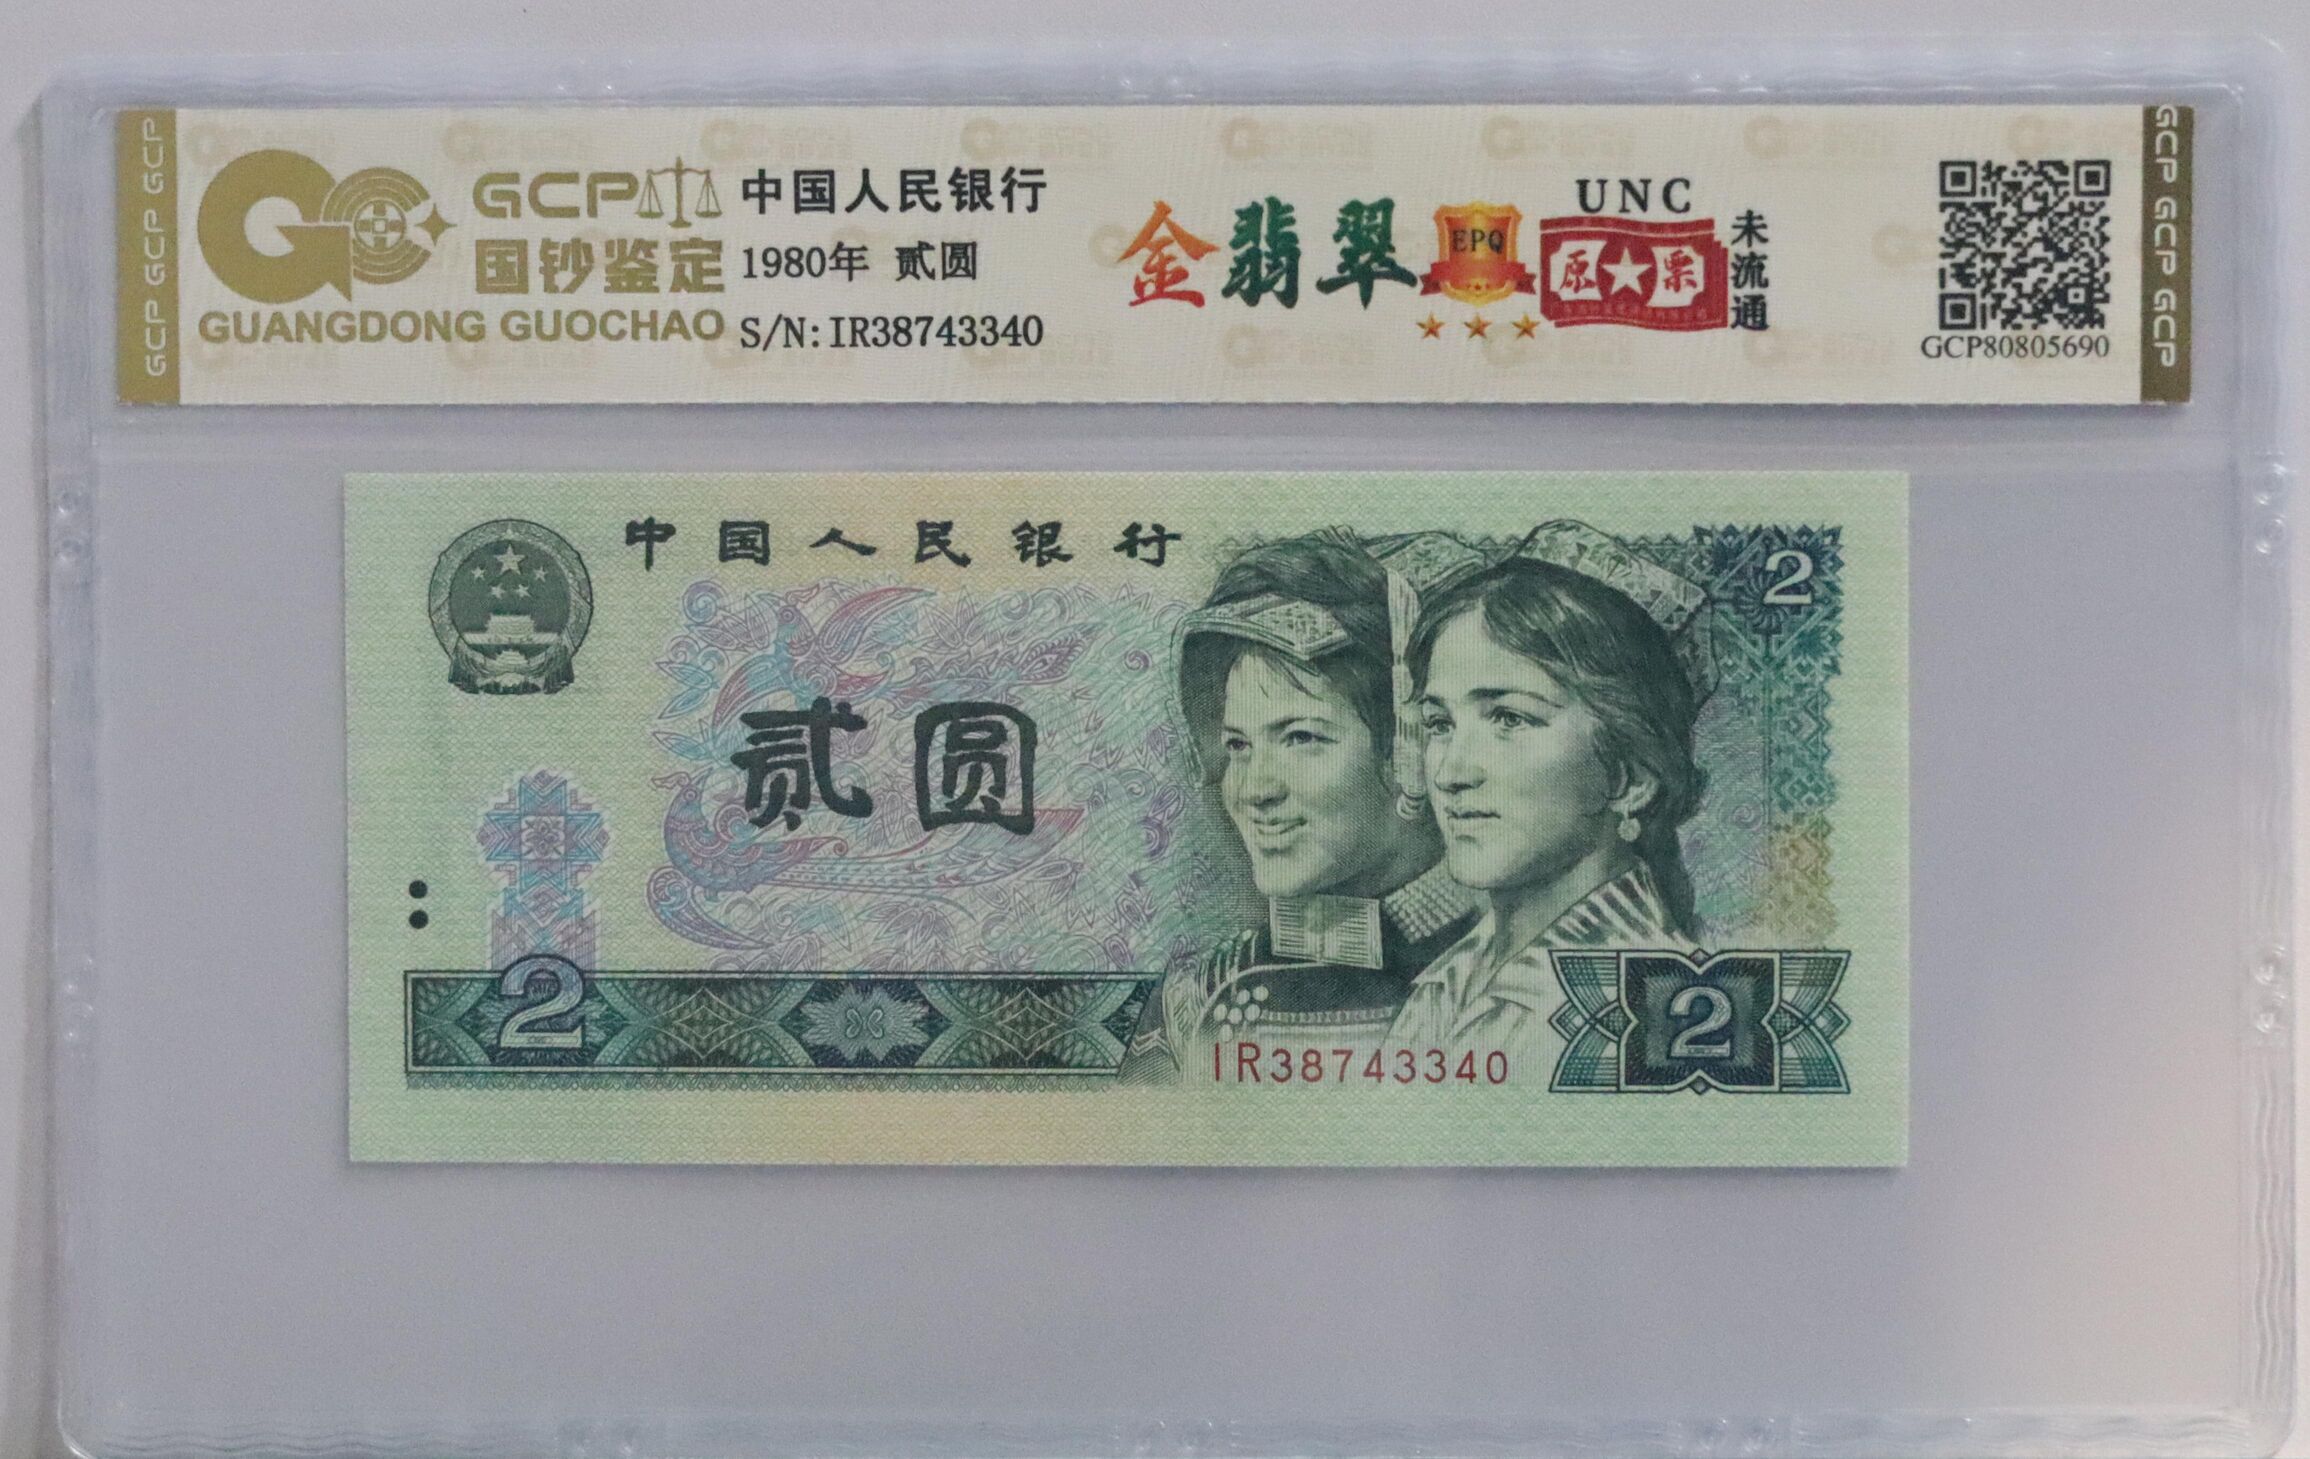 GCP GCP GCP
GCP
国钞鉴定
GUANGDONG GUOCHAO
中国人民银行
1980年 贰圆
S/N:IR38743340
金翡翠
EPQ
UNC
原票
未流通
GCP80805690
GCP GCP GCP
中国人民银行
2
贰圆
2
IR38743340
2